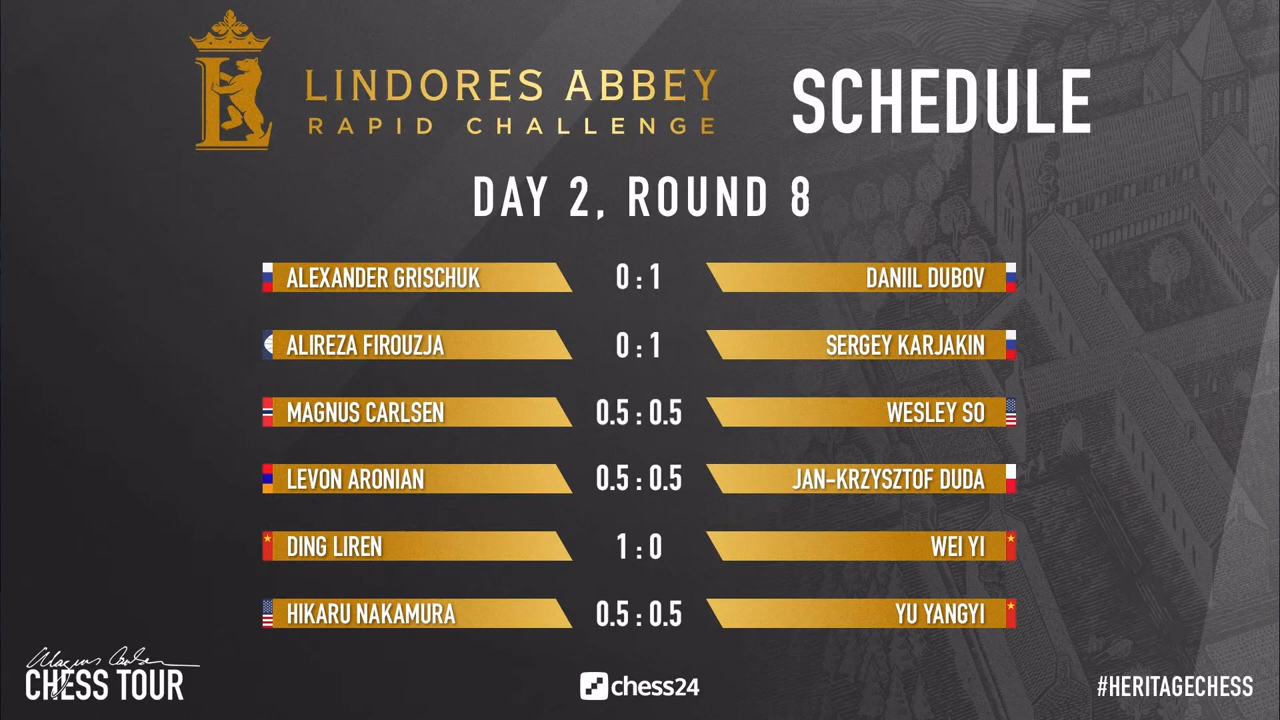 LINDORES ABBEY
RAPID CHALLENGE
SCHEDULE
DAY 2, ROUND 8
ALEXANDER GRISCHUK 0 : 1 DANIIL DUBOV
ALIREZA FIROUZJA 0 : 1 SERGEY KARJAKIN
MAGNUS CARLSEN 0.5 : 0.5 WESLEY SO
LEVON ARONIAN 0.5 : 0.5 JAN-KRZYSZTOF DUDA
DING LIREN 1 : 0 WEI YI
HIKARU NAKAMURA 0.5 : 0.5 YU YANGYI
Magnus Carlsen
CHESS TOUR
chess24
#HERITAGECHESS